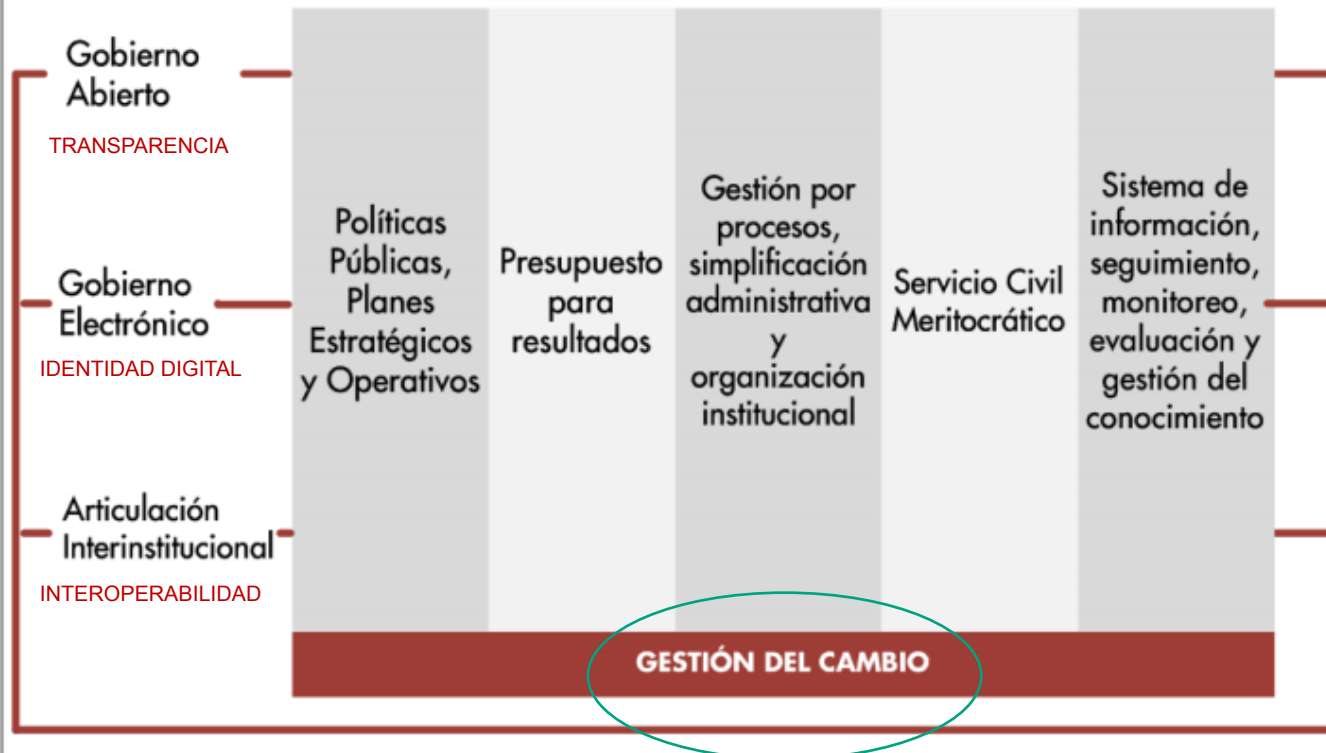 Gobierno
Abierto
TRANSPARENCIA
Gobierno
Electrónico
IDENTIDAD DIGITAL
Articulación
Interinstitucional
INTEROPERABILIDAD
Políticas
Públicas,
Planes
Estratégicos
y Operativos
Presupuesto
para
resultados
Gestión por
procesos,
simplificación
administrativa
y
organización
institucional
Servicio Civil
Meritocrático
Sistema de
información,
seguimiento,
monitoreo,
evaluación y
gestión del
conocimiento
GESTIÓN DEL CAMBIO